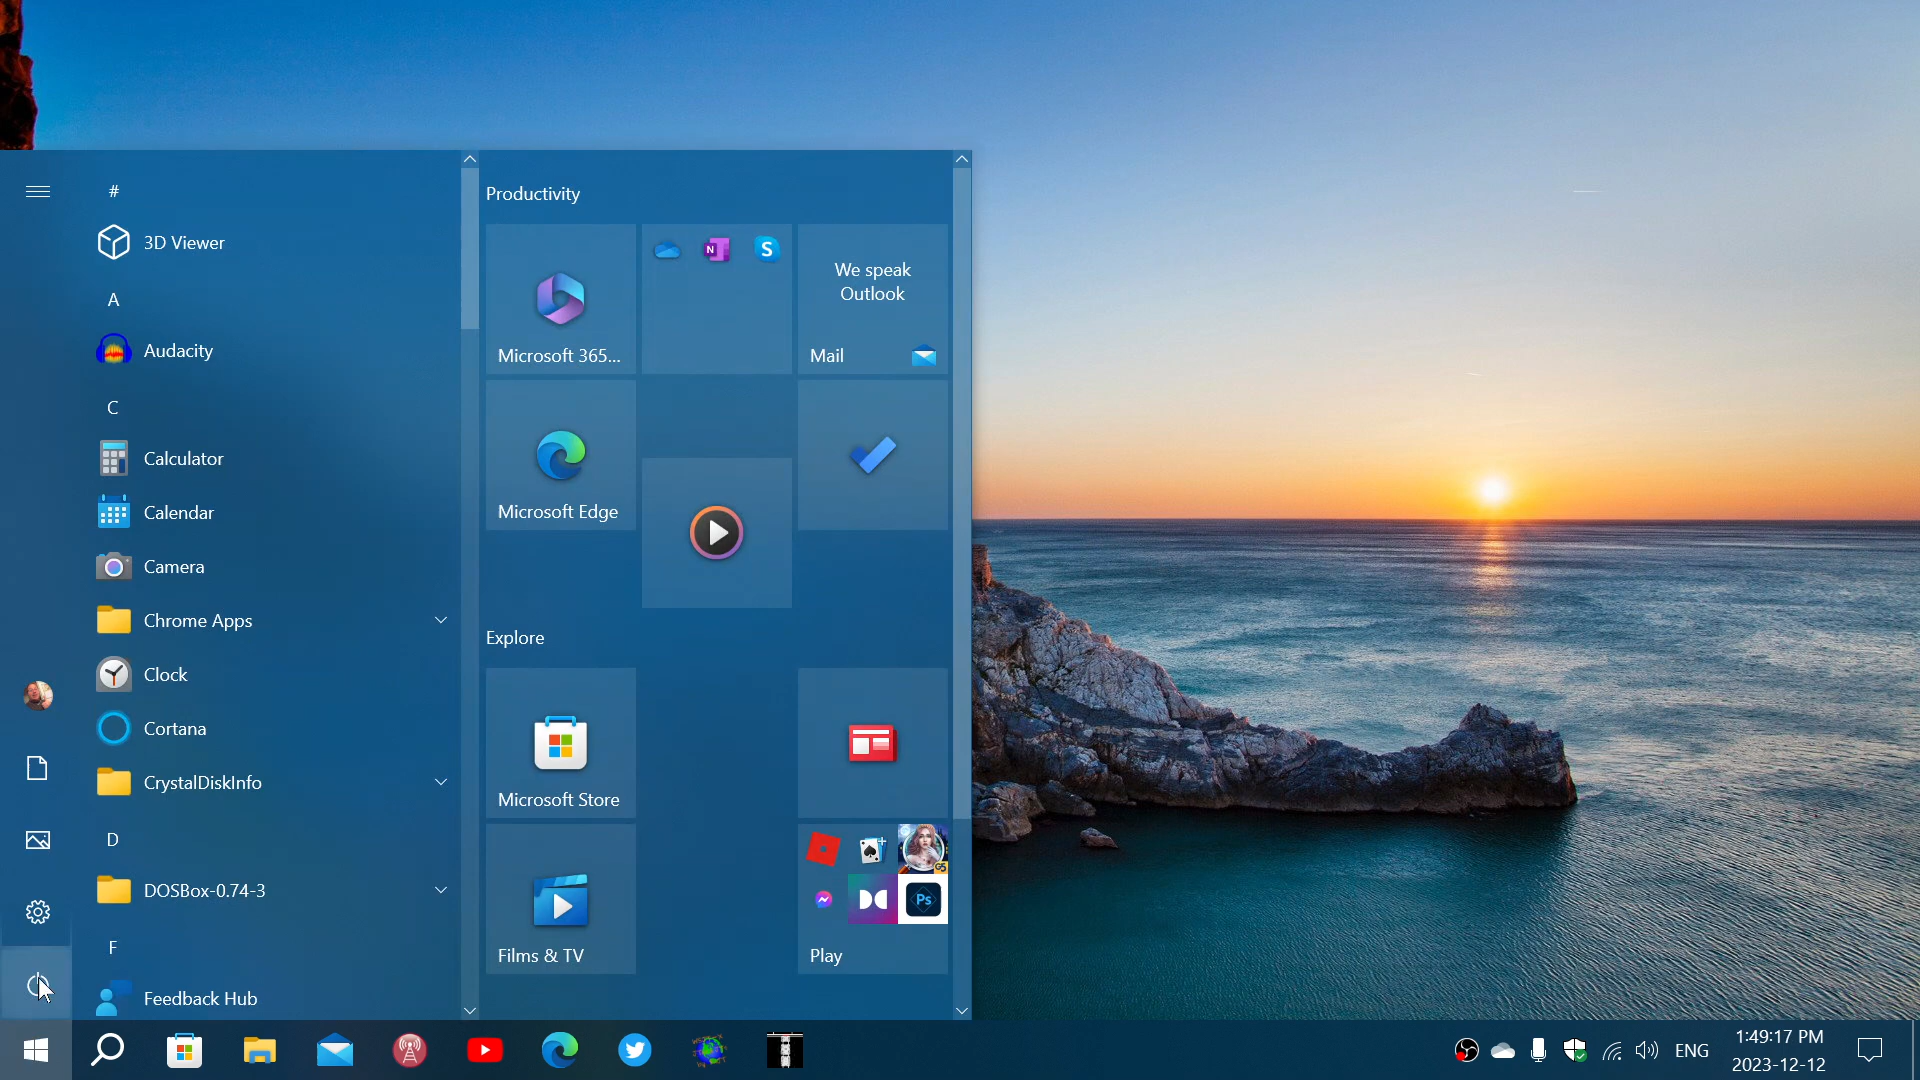 #
3D Viewer
A
Audacity
C
Calculator
Calendar
Camera
Chrome Apps
Clock
Cortana
CrystalDiskInfo
D
DOSBox-0.74-3
F
Feedback Hub
Productivity
Microsoft 365...
N
S
We speak
Outlook
Mail
Microsoft Edge
Explore
Microsoft Store
Films & TV
Ps
Play
ENG
1:49:17 PM
2023-12-12